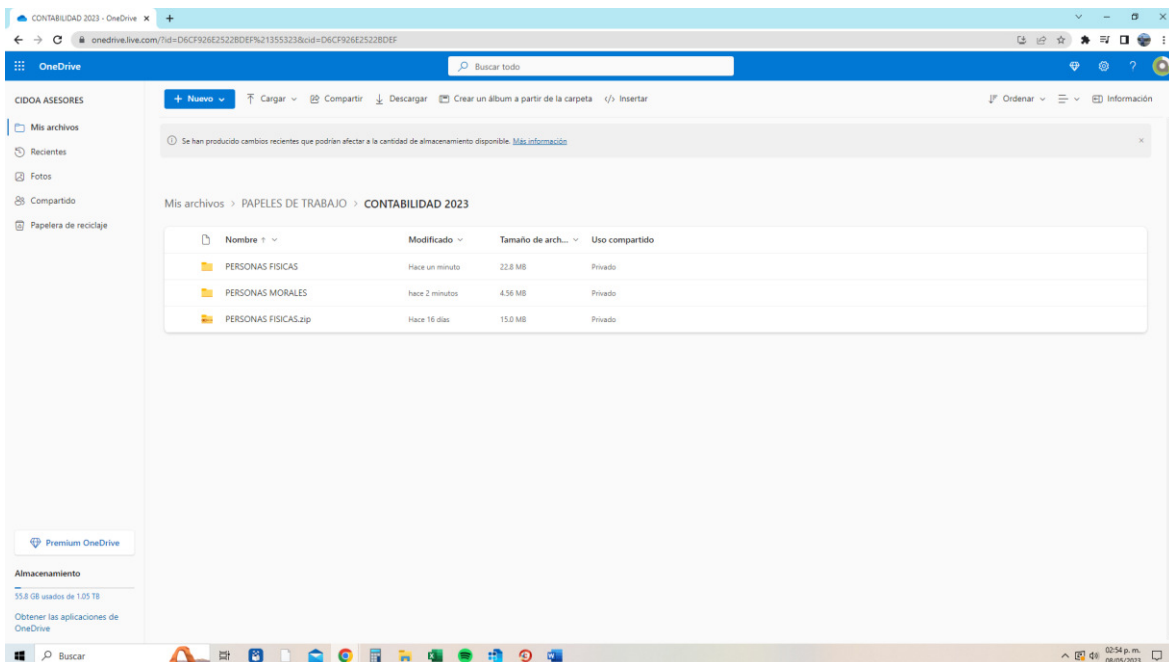 CONTABILIDAD 2023 - OneDrive
onedrive.live.com/?id=D6CF926E2522BDEF%21355323&cid=D6CF926E2522BDEF
OneDrive
Buscar todo
CIDOA ASESORES
+ Nuevo
Cargar
Compartir
Descargar
Crear un álbum a partir de la carpeta
Insertar
Ordenar
Información
Mis archivos
Recientes
Fotos
Compartido
Papelera de reciclaje
Se han producido cambios recientes que podrían afectar a la cantidad de almacenamiento disponible. Más información
Mis archivos > PAPELES DE TRABAJO > CONTABILIDAD 2023
Nombre ↑ Modificado Tamaño de arch... Uso compartido
PERSONAS FISICAS Hace un minuto 22.8 MB Privado
PERSONAS MORALES hace 2 minutos 4.56 MB Privado
PERSONAS FISICAS.zip Hace 16 días 15.0 MB Privado
Premium OneDrive
Almacenamiento
55.8 GB usados de 1.05 TB
Obtener las aplicaciones de
OneDrive
Buscar
02:54 p. m.
08/05/2023